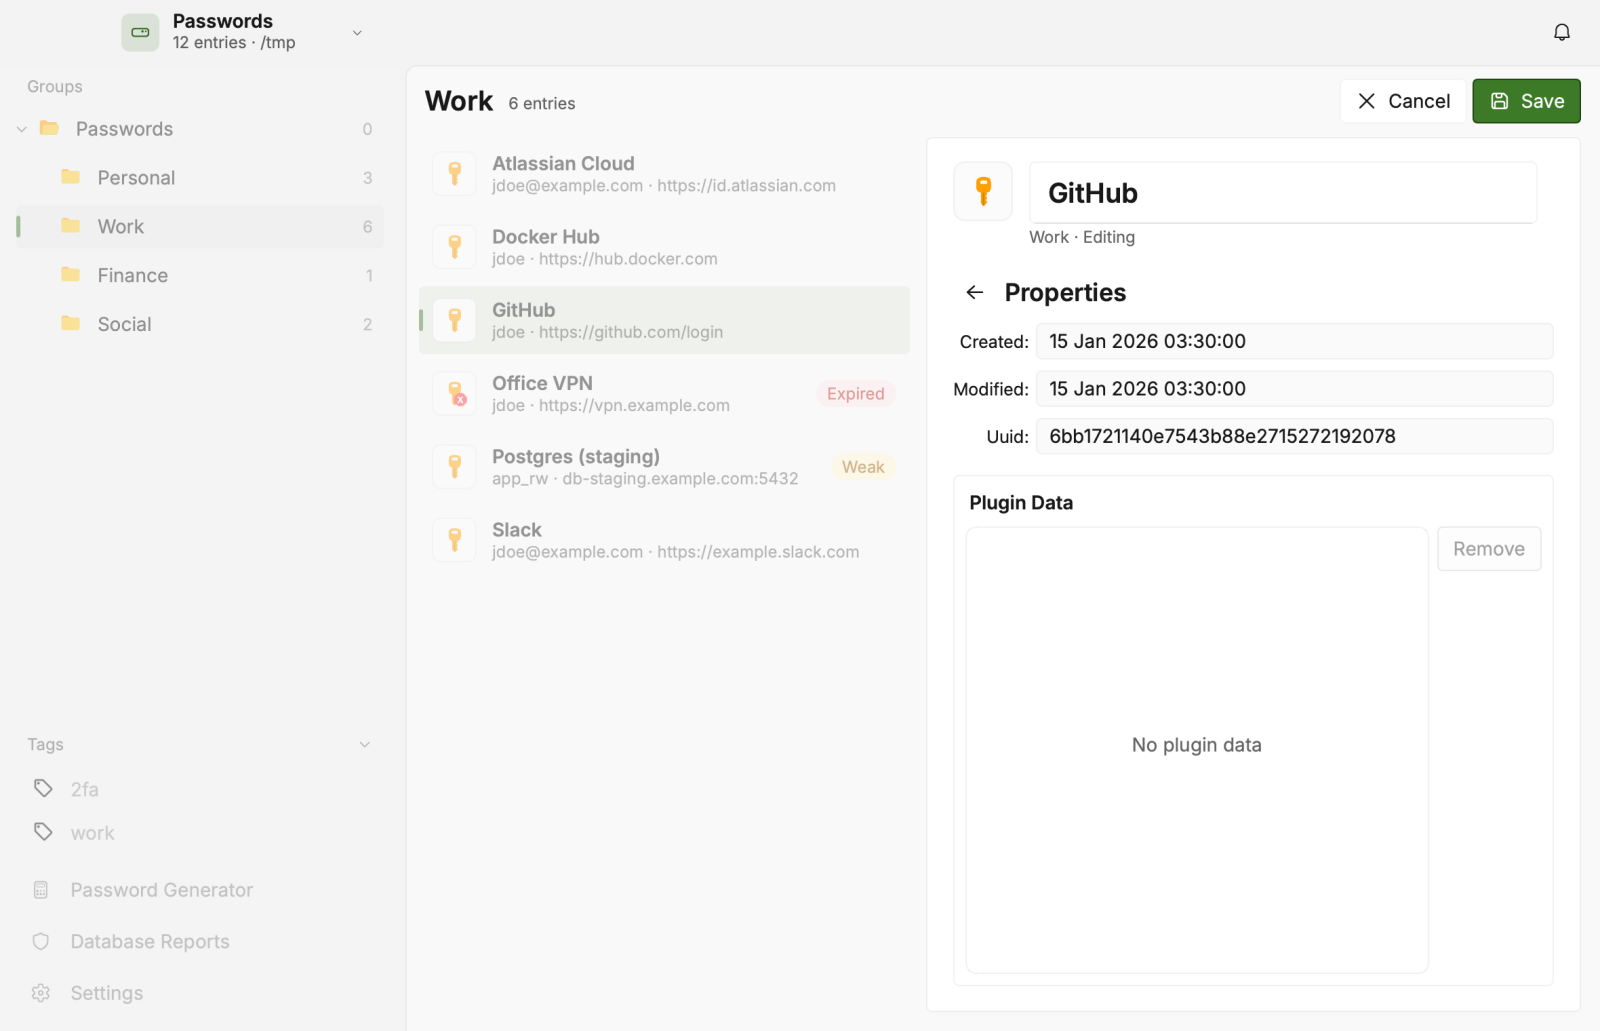 Passwords
12 entries · /tmp
Groups
Passwords 0
Personal 3
Work 6
Finance 1
Social 2
Tags
2fa
work
Password Generator
Database Reports
Settings
Work 6 entries
Cancel
Save
Atlassian Cloud
jdoe@example.com · https://id.atlassian.com
Docker Hub
jdoe · https://hub.docker.com
GitHub
jdoe · https://github.com/login
Office VPN
jdoe · https://vpn.example.com
Expired
Postgres (staging)
app_rw · db-staging.example.com:5432
Weak
Slack
jdoe@example.com · https://example.slack.com
GitHub
Work · Editing
Properties
Created: 15 Jan 2026 03:30:00
Modified: 15 Jan 2026 03:30:00
Uuid: 6bb1721140e7543b88e2715272192078
Plugin Data
Remove
No plugin data